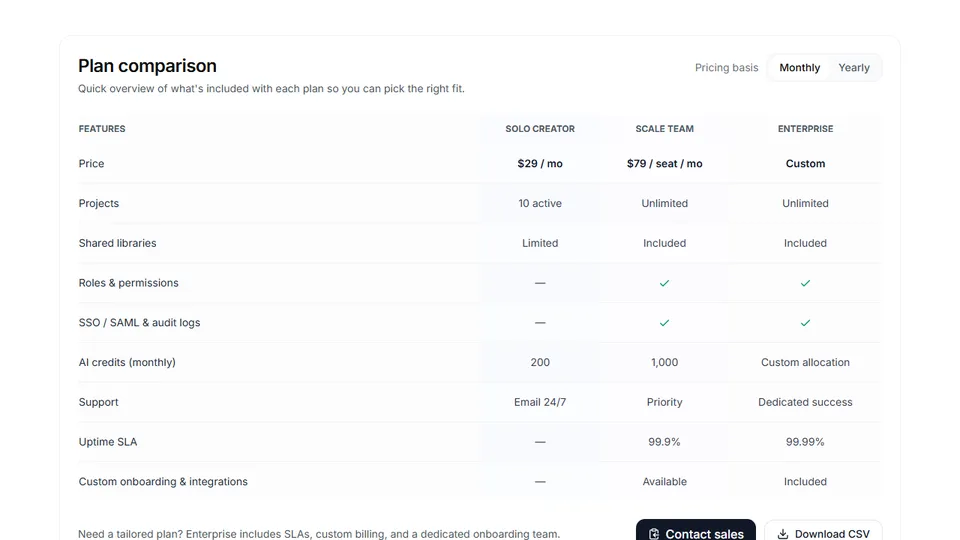 Plan comparison
Pricing basis Monthly Yearly
Quick overview of what's included with each plan so you can pick the right fit.
FEATURES SOLO CREATOR SCALE TEAM ENTERPRISE
Price $29 / mo $79 / seat / mo Custom
Projects 10 active Unlimited Unlimited
Shared libraries Limited Included Included
Roles & permissions — ✓ ✓
SSO / SAML & audit logs — ✓ ✓
AI credits (monthly) 200 1,000 Custom allocation
Support Email 24/7 Priority Dedicated success
Uptime SLA — 99.9% 99.99%
Custom onboarding & integrations — Available Included
Need a tailored plan? Enterprise includes SLAs, custom billing, and a dedicated onboarding team. Contact sales Download CSV